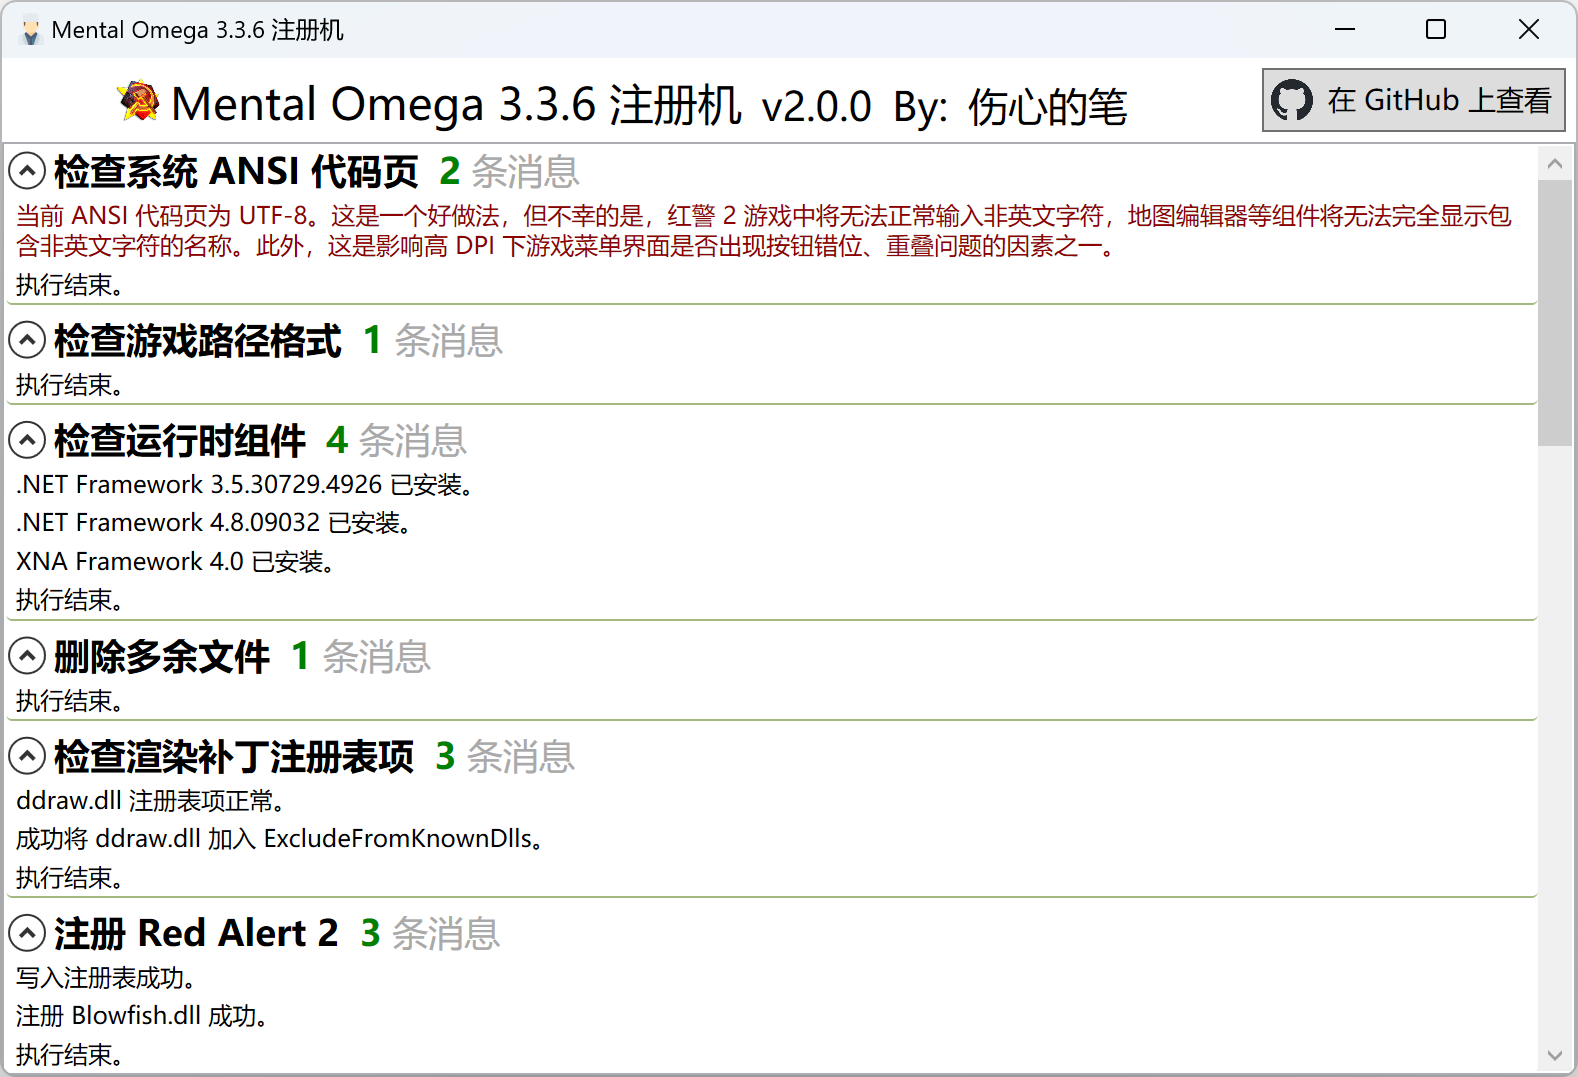 Mental Omega 3.3.6 注册机
Mental Omega 3.3.6 注册机 v2.0.0 By: 伤心的笔
在 GitHub 上查看
检查系统 ANSI 代码页 2 条消息
当前 ANSI 代码页为 UTF-8。这是一个好做法，但不幸的是，红警 2 游戏中将无法正常输入非英文字符，地图编辑器等组件将无法完全显示包
含非英文字符的名称。此外，这是影响高 DPI 下游戏菜单界面是否出现按钮错位、重叠问题的因素之一。
执行结束。
检查游戏路径格式 1 条消息
执行结束。
检查运行时组件 4 条消息
.NET Framework 3.5.30729.4926 已安装。
.NET Framework 4.8.09032 已安装。
XNA Framework 4.0 已安装。
执行结束。
删除多余文件 1 条消息
执行结束。
检查渲染补丁注册表项 3 条消息
ddraw.dll 注册表项正常。
成功将 ddraw.dll 加入 ExcludeFromKnownDlls。
执行结束。
注册 Red Alert 2 3 条消息
写入注册表成功。
注册 Blowfish.dll 成功。
执行结束。